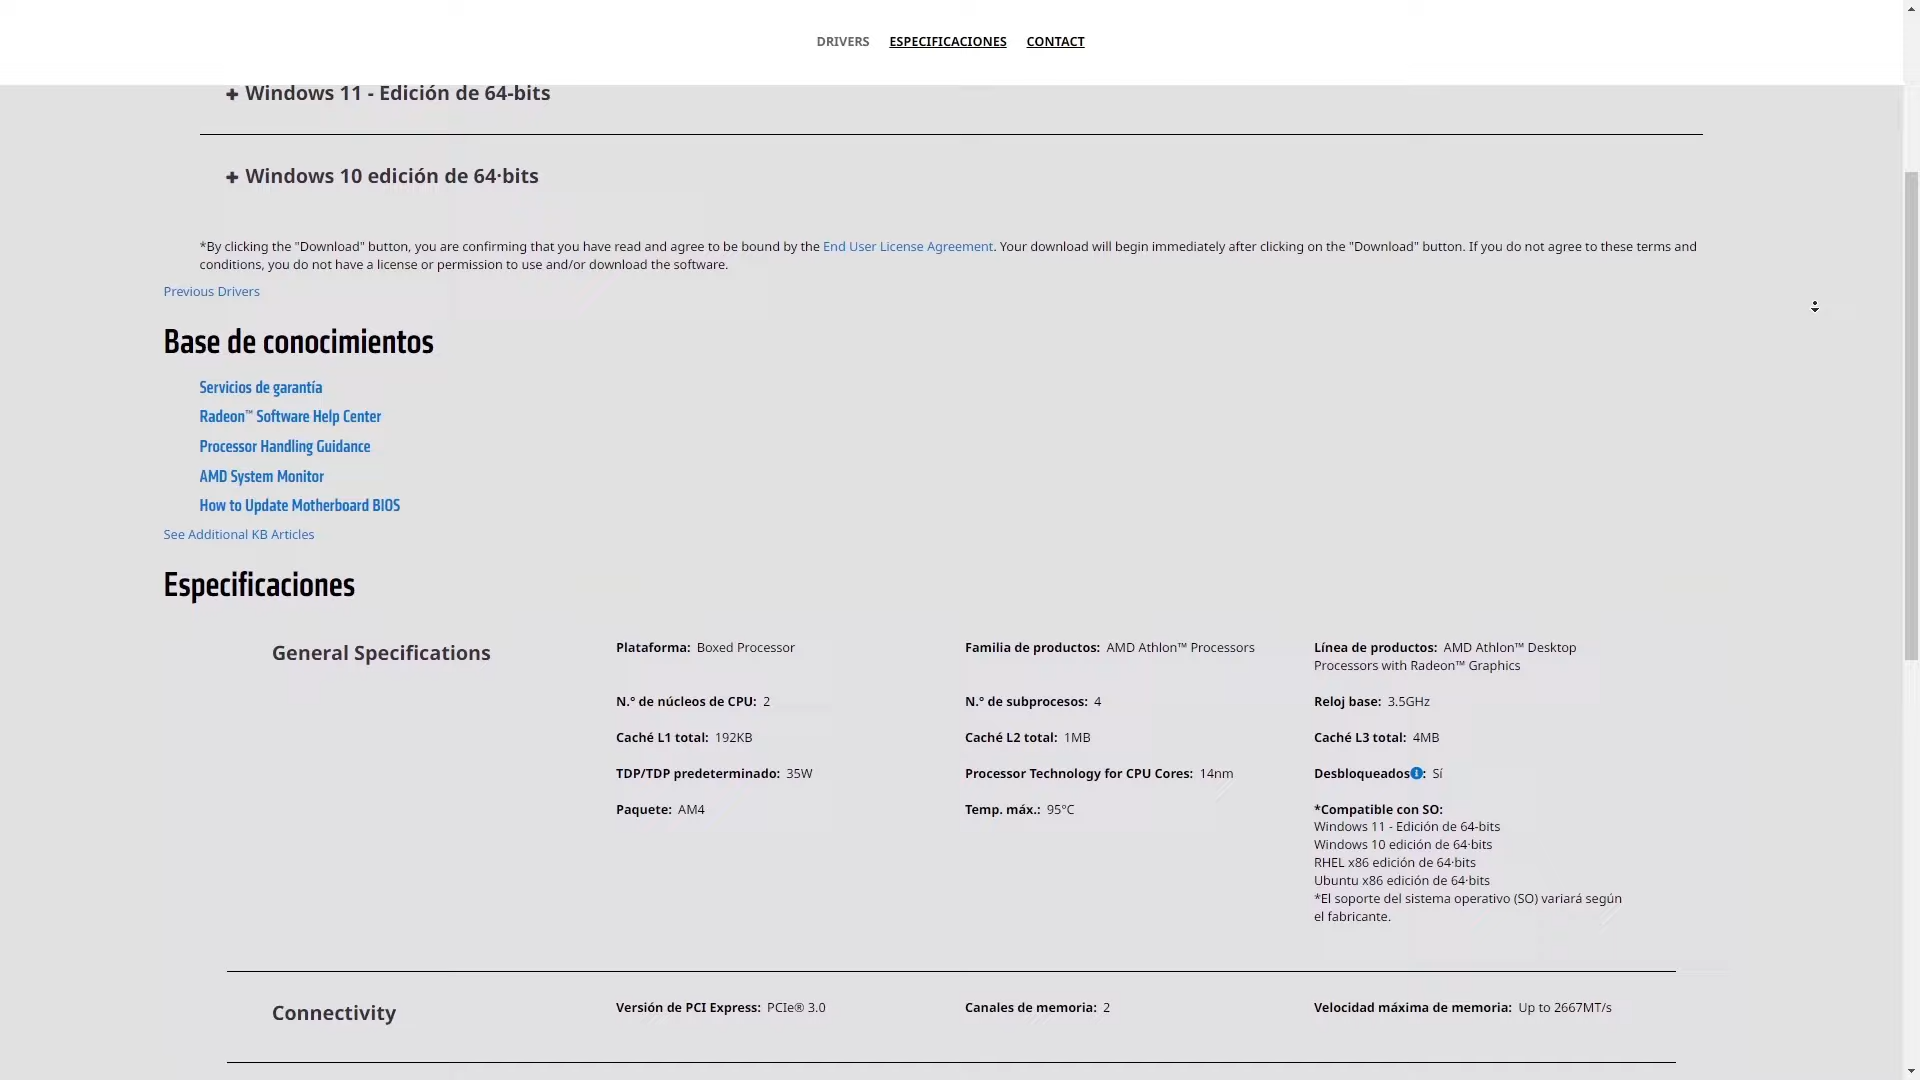 DRIVERS ESPECIFICACIONES CONTACT
+ Windows 11 - Edición de 64-bits
+ Windows 10 edición de 64·bits
*By clicking the "Download" button, you are confirming that you have read and agree to be bound by the End User License Agreement. Your download will begin immediately after clicking on the "Download" button. If you do not agree to these terms and
conditions, you do not have a license or permission to use and/or download the software.
Previous Drivers
Base de conocimientos
Servicios de garantía
Radeon™ Software Help Center
Processor Handling Guidance
AMD System Monitor
How to Update Motherboard BIOS
See Additional KB Articles
Especificaciones
General Specifications
Plataforma: Boxed Processor
Familia de productos: AMD Athlon™ Processors
Línea de productos: AMD Athlon™ Desktop
Processors with Radeon™ Graphics
N.° de núcleos de CPU: 2
N.° de subprocesos: 4
Reloj base: 3.5GHz
Caché L1 total: 192KB
Caché L2 total: 1MB
Caché L3 total: 4MB
TDP/TDP predeterminado: 35W
Processor Technology for CPU Cores: 14nm
Desbloqueados: Sí
Paquete: AM4
Temp. máx.: 95°C
*Compatible con SO:
Windows 11 - Edición de 64-bits
Windows 10 edición de 64·bits
RHEL x86 edición de 64·bits
Ubuntu x86 edición de 64·bits
*El soporte del sistema operativo (SO) variará según
el fabricante.
Connectivity
Versión de PCI Express: PCIe® 3.0
Canales de memoria: 2
Velocidad máxima de memoria: Up to 2667MT/s